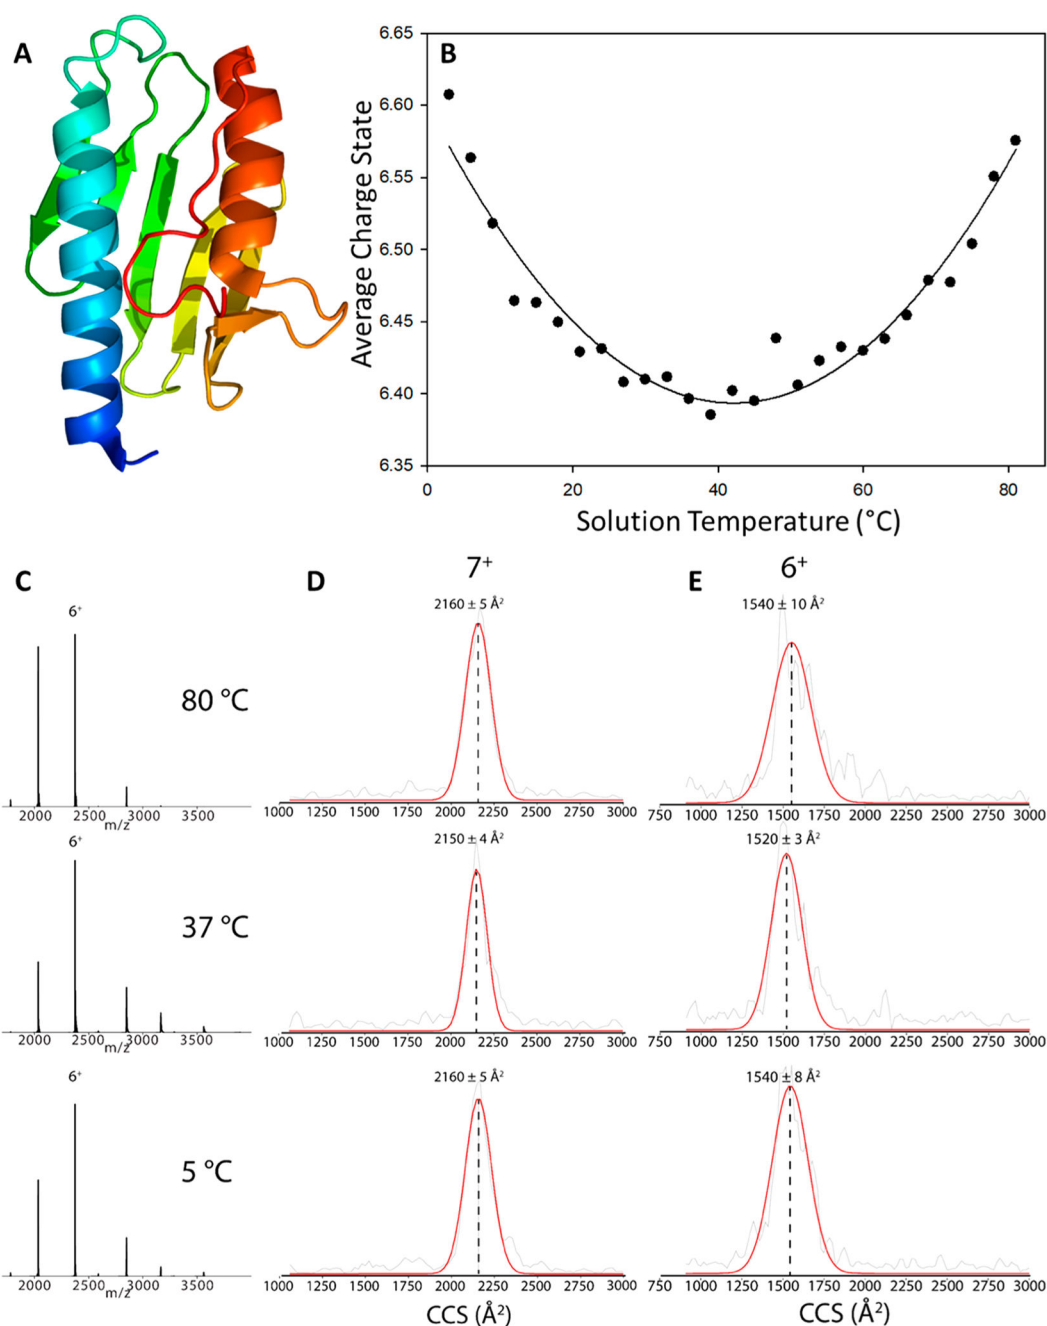 A
B
6.65
6.60
6.55
6.50
6.45
6.40
6.35
Average Charge State
0 20 40 60 80
Solution Temperature (°C)
C
D
7⁺
E
6⁺
6⁺
80 °C
2000 2500 3000 3500
m/z
2160 ± 5 Å²
1000 1250 1500 1750 2000 2250 2500 2750 3000
1540 ± 10 Å²
750 1000 1250 1500 1750 2000 2250 2500 2750 3000
6⁺
37 °C
2000 2500 3000 3500
m/z
2150 ± 4 Å²
1000 1250 1500 1750 2000 2250 2500 2750 3000
1520 ± 3 Å²
750 1000 1250 1500 1750 2000 2250 2500 2750 3000
6⁺
5 °C
2000 2500 3000 3500
m/z
2160 ± 5 Å²
1000 1250 1500 1750 2000 2250 2500 2750 3000
CCS (Å²)
1540 ± 8 Å²
750 1000 1250 1500 1750 2000 2250 2500 2750 3000
CCS (Å²)